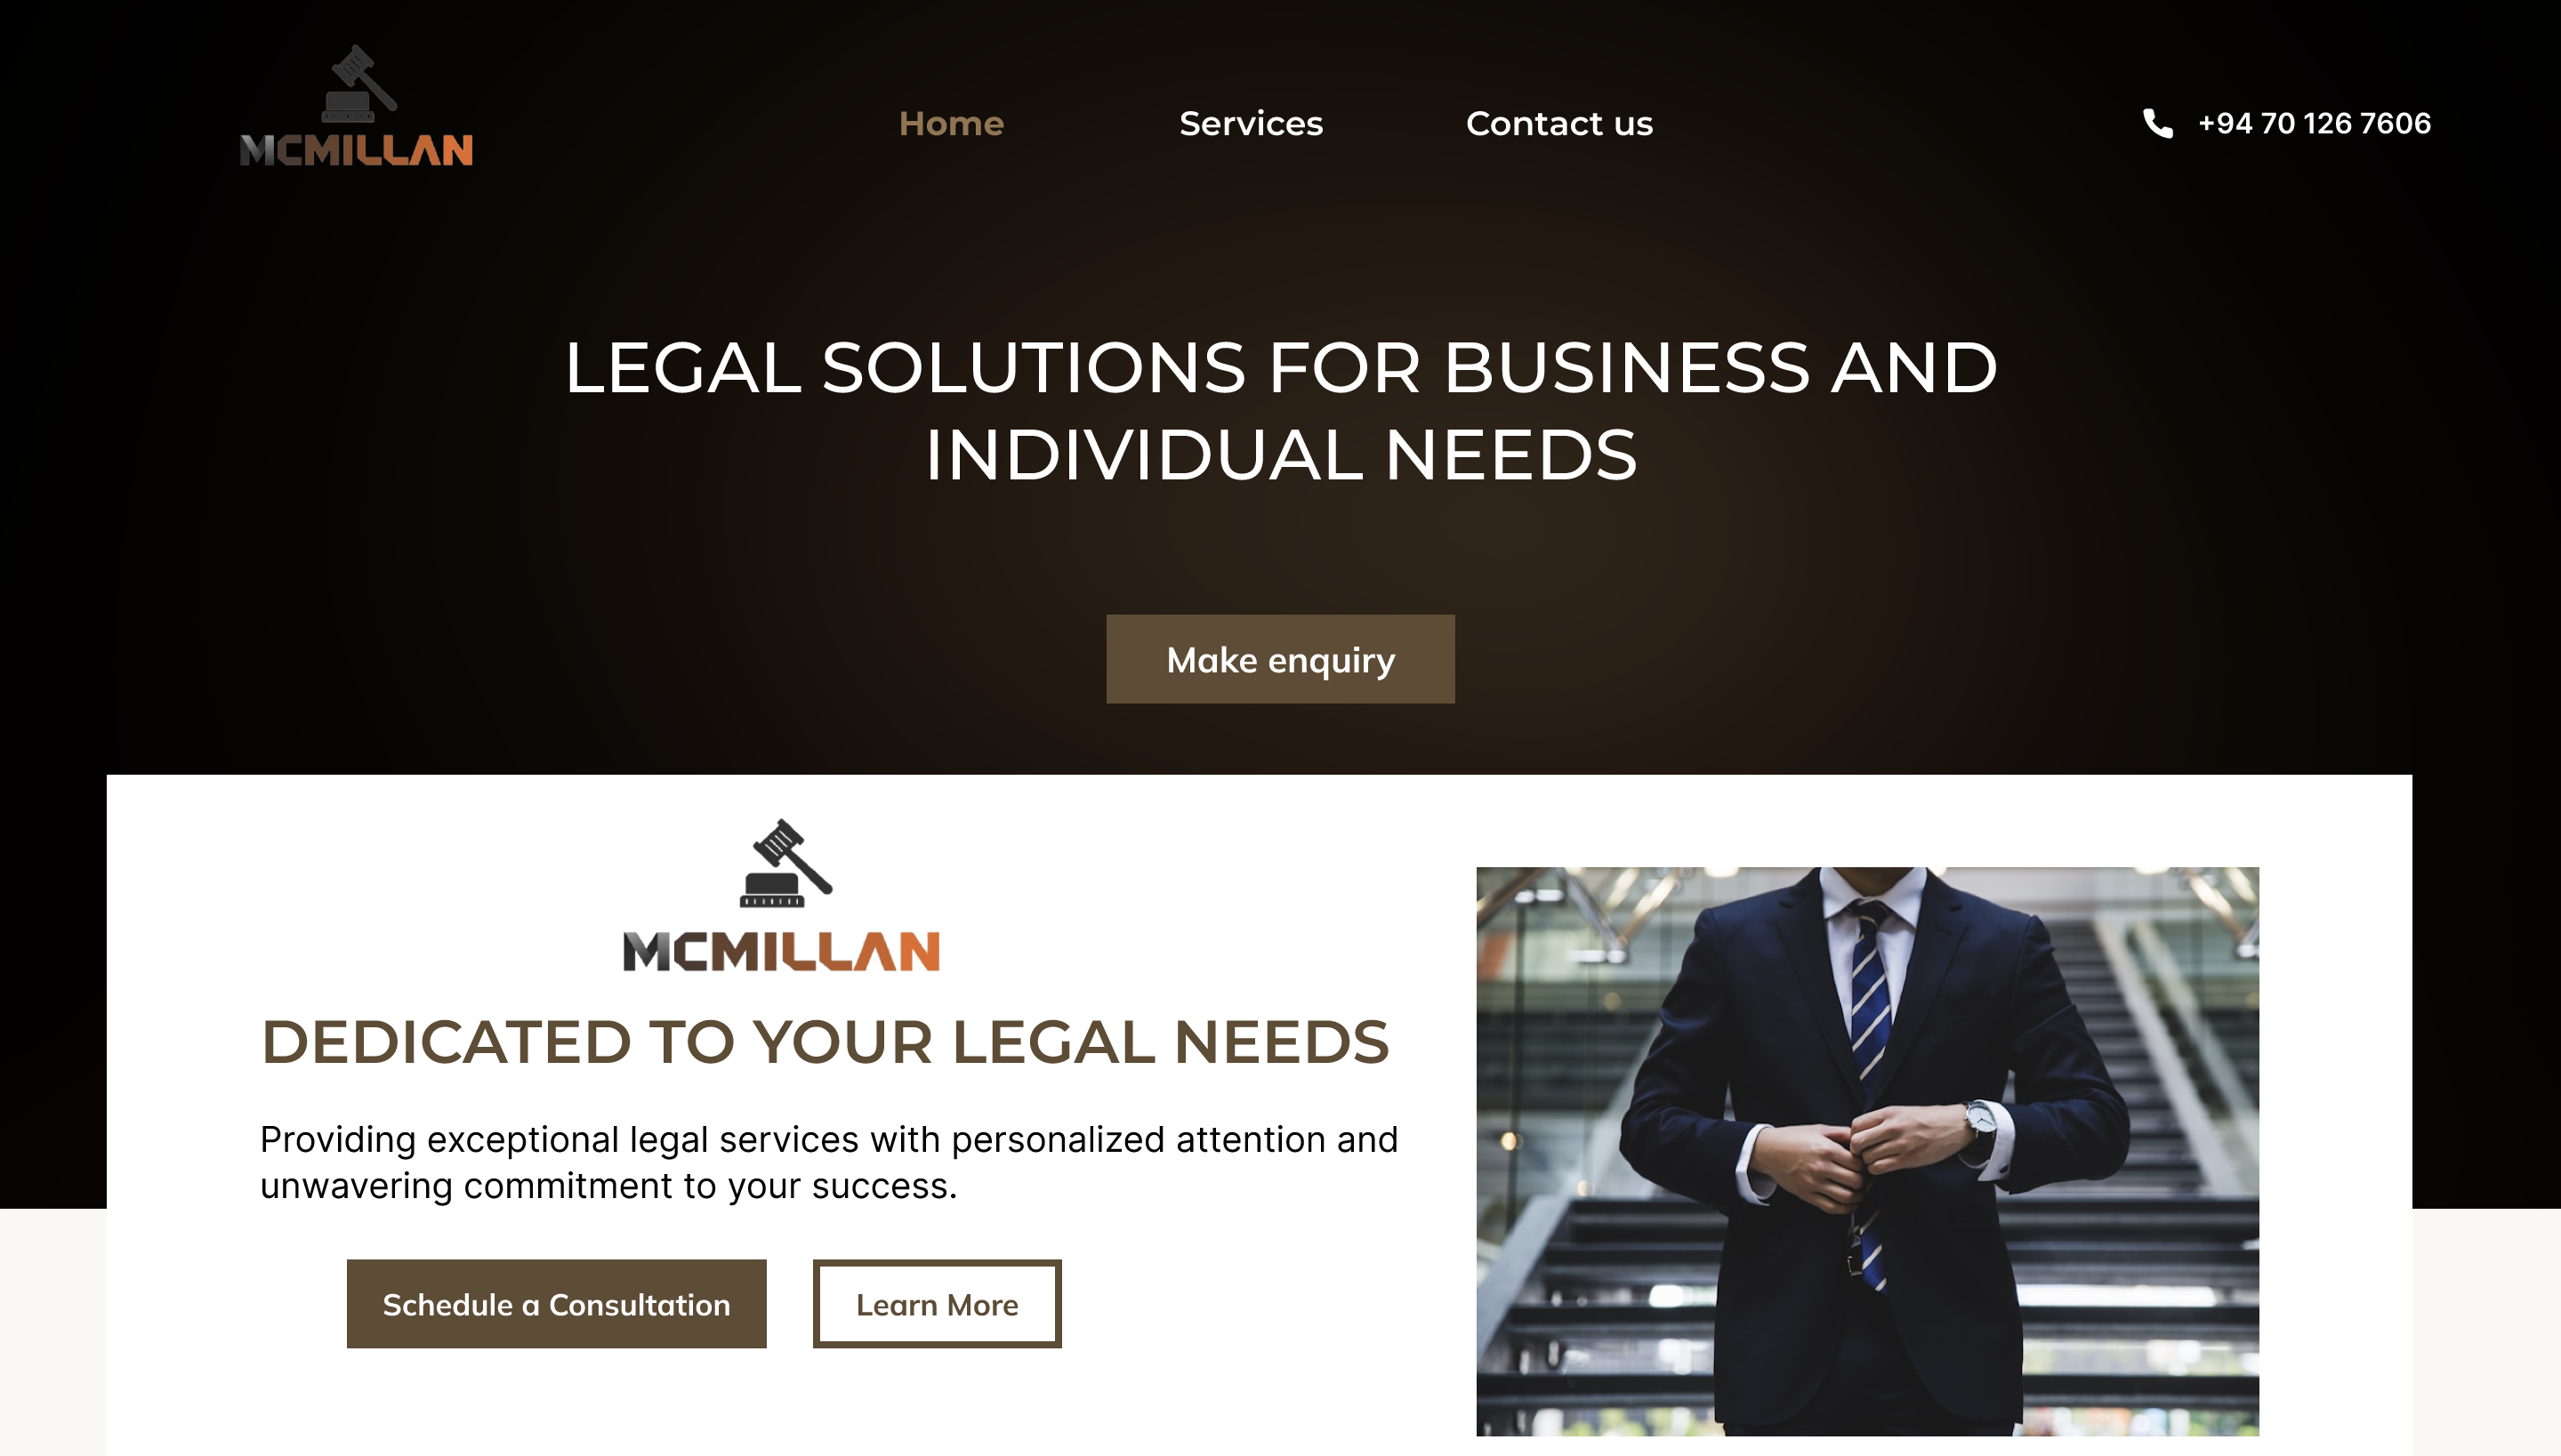 MCMILLAN
Home
Services
Contact us
+94 70 126 7606
LEGAL SOLUTIONS FOR BUSINESS AND
INDIVIDUAL NEEDS
Make enquiry
MCMILLAN
DEDICATED TO YOUR LEGAL NEEDS
Providing exceptional legal services with personalized attention and
unwavering commitment to your success.
Schedule a Consultation
Learn More